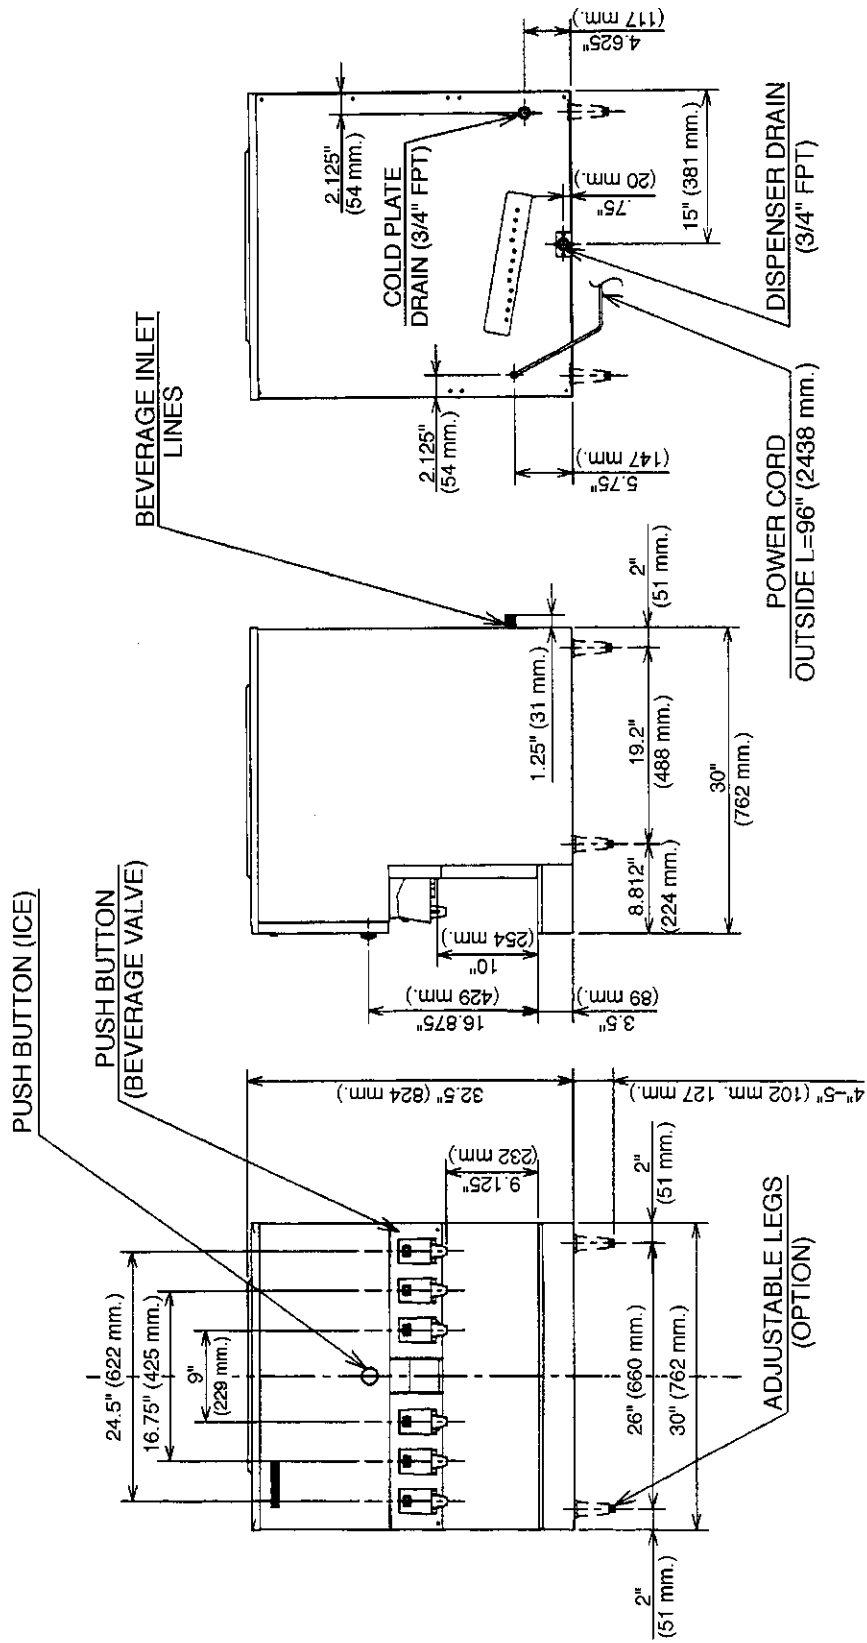 PUSH BUTTON (ICE)
PUSH BUTTON
(BEVERAGE VALVE)
24.5" (622 mm.)
16.75" (425 mm.)
9"
(229 mm.)
32.5" (824 mm.)
9.125"
(232 mm.)
4"–5" (102 mm. 127 mm.)
2"
(51 mm.)
26" (660 mm.)
30" (762 mm.)
2"
(51 mm.)
ADJUSTABLE LEGS
(OPTION)
BEVERAGE INLET
LINES
16.875"
(429 mm.)
10"
(254 mm.)
3.5"
(89 mm.)
1.25" (31 mm.)
8.812"
(224 mm.)
19.2"
(488 mm.)
2"
(51 mm.)
30"
(762 mm.)
2.125"
(54 mm.)
2.125"
(54 mm.)
COLD PLATE
DRAIN (3/4" FPT)
4.625"
(117 mm.)
5.75"
(147 mm.)
.75"
(20 mm.)
15" (381 mm.)
POWER CORD
OUTSIDE L=96" (2438 mm.)
DISPENSER DRAIN
(3/4" FPT)